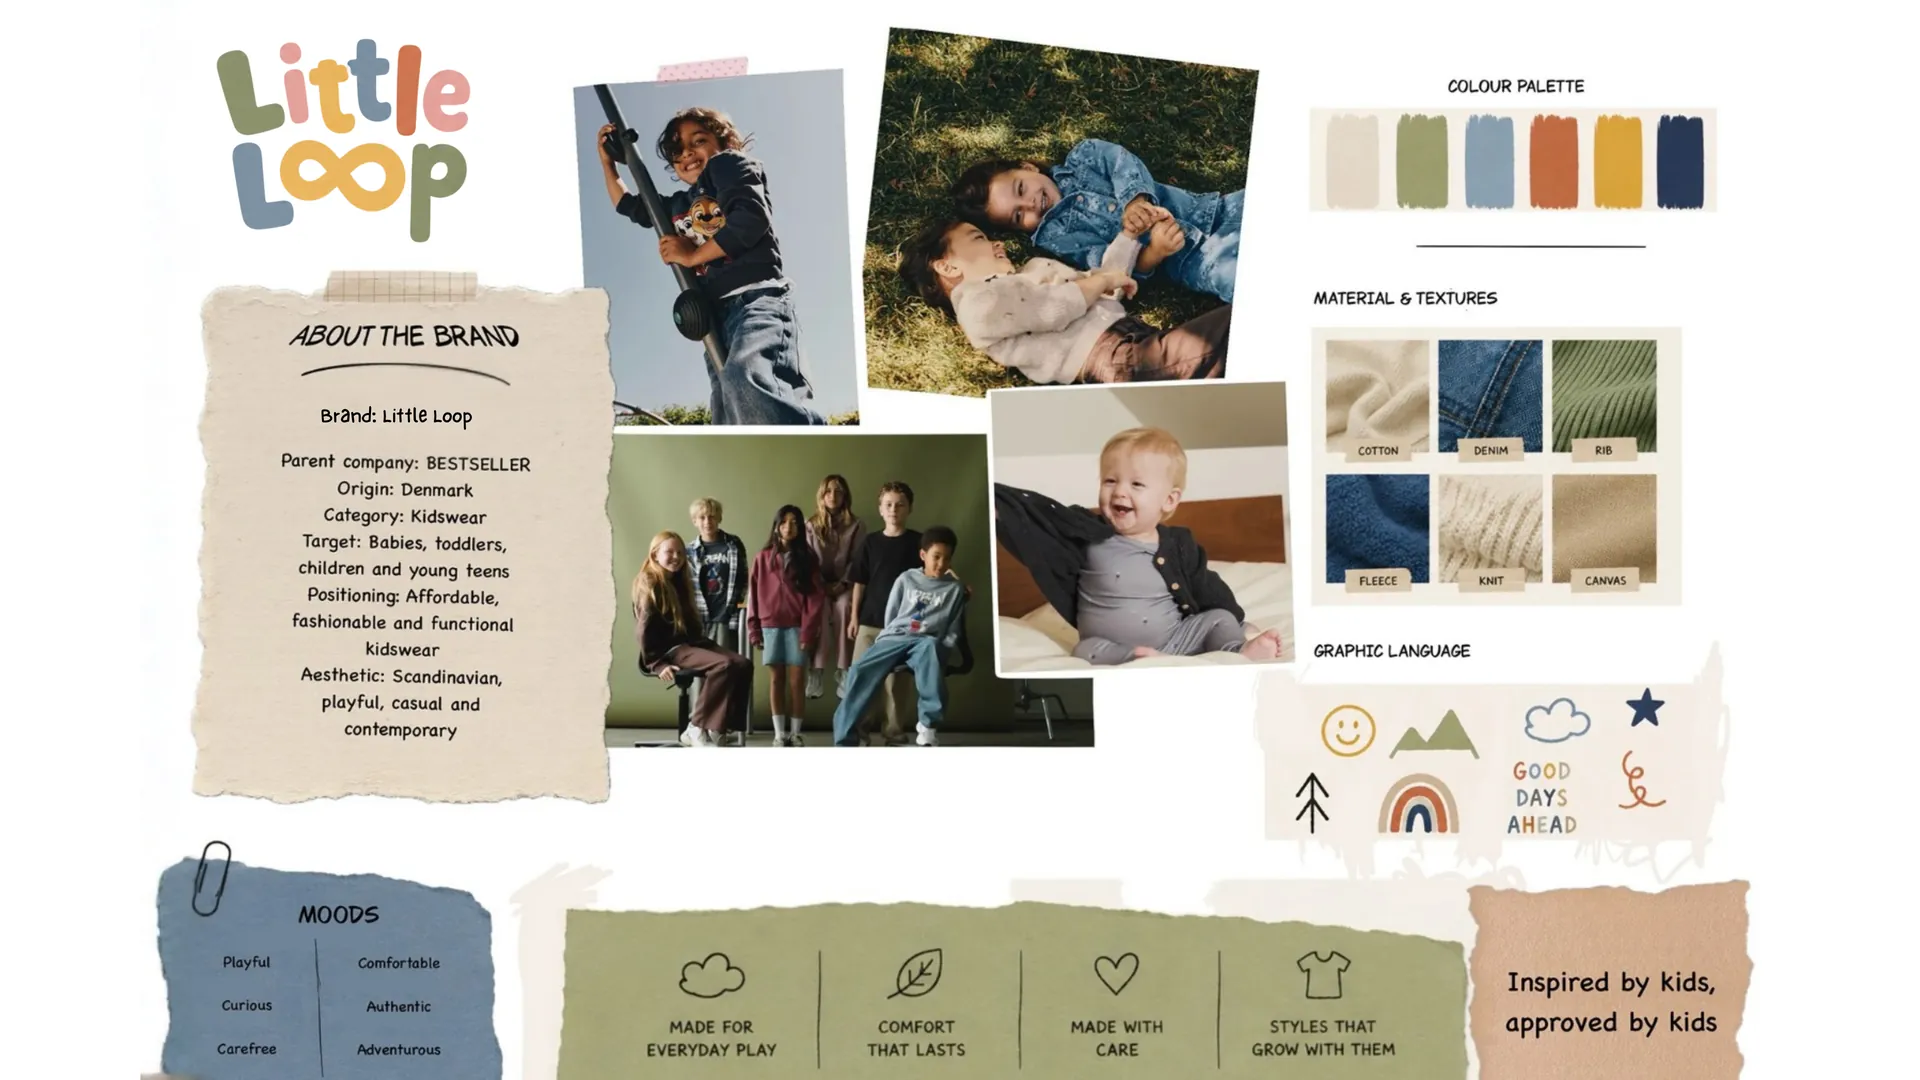 Little
Loop
ABOUT THE BRAND
Brand: Little Loop
Parent company: BESTSELLER
Origin: Denmark
Category: Kidswear
Target: Babies, toddlers,
children and young teens
Positioning: Affordable,
fashionable and functional
kidswear
Aesthetic: Scandinavian,
playful, casual and
contemporary
COLOUR PALETTE
MATERIAL & TEXTURES
COTTON
DENIM
RIB
FLEECE
KNIT
CANVAS
GRAPHIC LANGUAGE
GOOD
DAYS
AHEAD
MOODS
Playful
Comfortable
Curious
Authentic
Carefree
Adventurous
MADE FOR
EVERYDAY PLAY
COMFORT
THAT LASTS
MADE WITH
CARE
STYLES THAT
GROW WITH THEM
Inspired by kids,
approved by kids